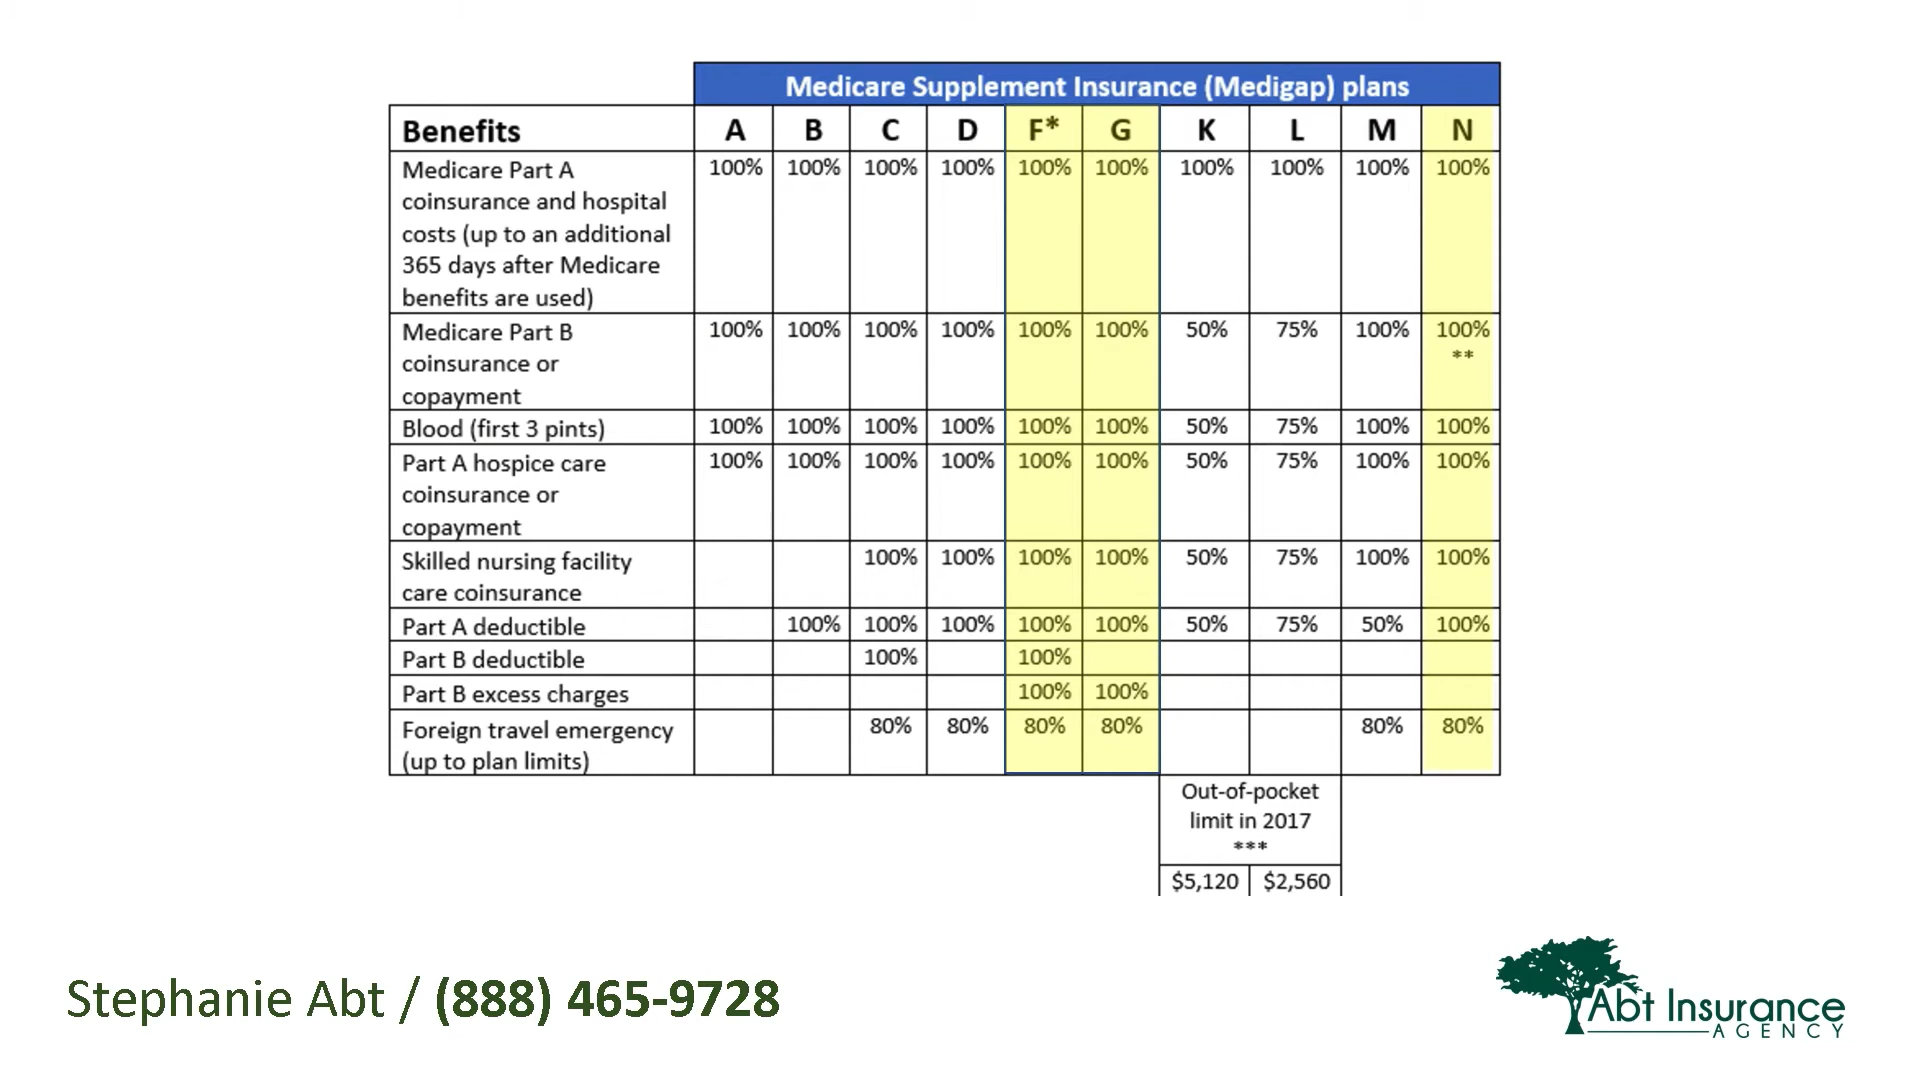 Medicare Supplement Insurance (Medigap) plans
Benefits A B C D F* G K L M N
Medicare Part A 100% 100% 100% 100% 100% 100% 100% 100% 100% 100%
coinsurance and hospital
costs (up to an additional
365 days after Medicare
benefits are used)
Medicare Part B 100% 100% 100% 100% 100% 100% 50% 75% 100% 100%
coinsurance or **
copayment
Blood (first 3 pints) 100% 100% 100% 100% 100% 100% 50% 75% 100% 100%
Part A hospice care 100% 100% 100% 100% 100% 100% 50% 75% 100% 100%
coinsurance or
copayment
Skilled nursing facility 100% 100% 100% 100% 50% 75% 100% 100%
care coinsurance
Part A deductible 100% 100% 100% 100% 100% 50% 75% 50% 100%
Part B deductible 100% 100%
Part B excess charges 100% 100%
Foreign travel emergency 80% 80% 80% 80% 80% 80%
(up to plan limits)
Out-of-pocket
limit in 2017
***
$5,120 $2,560
Stephanie Abt / (888) 465-9728
Abt Insurance
AGENCY